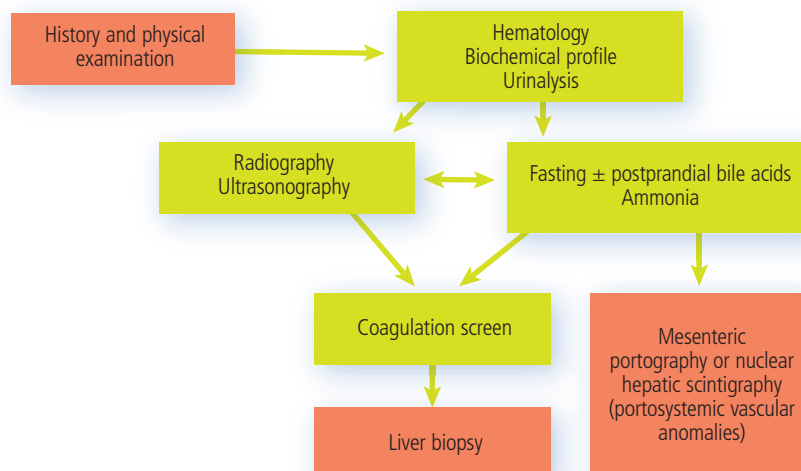 History and physical
examination
Hematology
Biochemical profile
Urinalysis
Radiography
Ultrasonography
Fasting ± postprandial bile acids
Ammonia
Coagulation screen
Mesenteric
portography or nuclear
hepatic scintigraphy
(portosystemic vascular
anomalies)
Liver biopsy